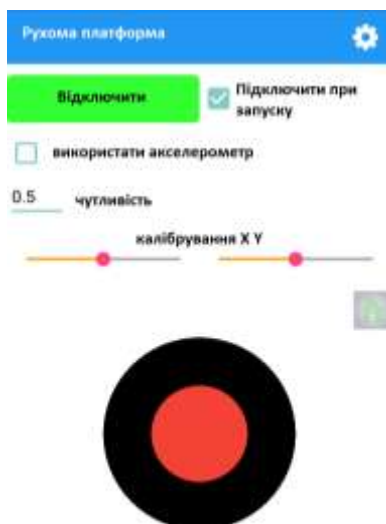 Рухома платформа
Відключити
Підключити при
запуску
використати акселерометр
0.5 чутливість
калібрування X Y